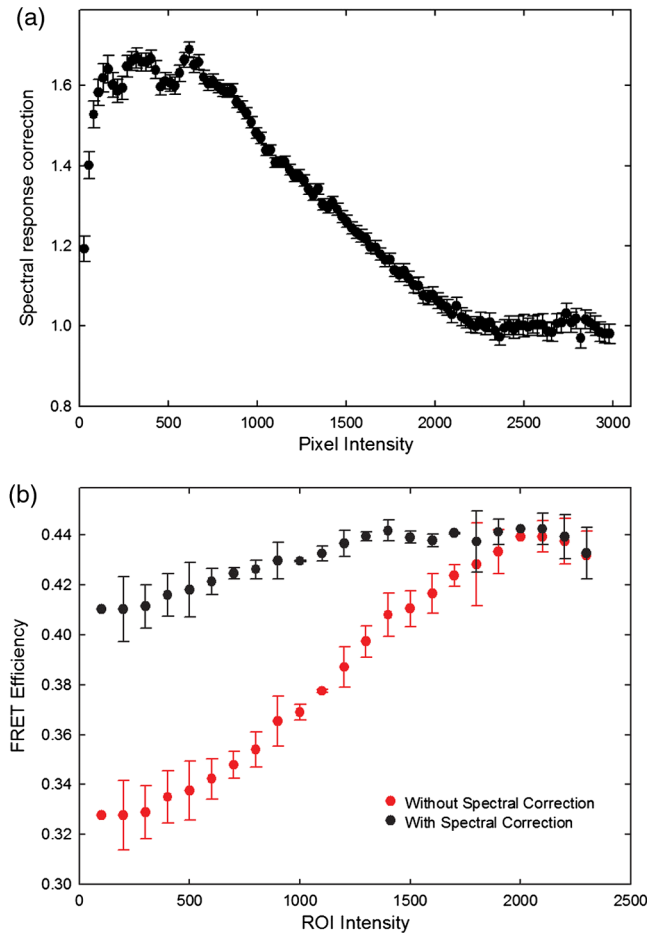 (a)
Spectral response correction
1.6
1.4
1.2
1.0
0.8
0 500 1000 1500 2000 2500 3000
Pixel Intensity
(b)
FRET Efficiency
0.44
0.42
0.40
0.38
0.36
0.34
0.32
0.30
Without Spectral Correction
With Spectral Correction
0 500 1000 1500 2000 2500
ROI Intensity